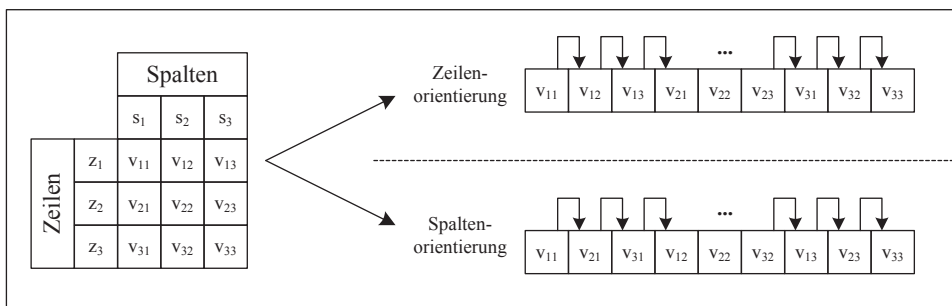 Spalten
s1 s2 s3
Zeilen
z1 v11 v12 v13
z2 v21 v22 v23
z3 v31 v32 v33
Zeilen-
orientierung
...
v11 v12 v13 v21 v22 v23 v31 v32 v33
Spalten-
orientierung
...
v11 v21 v31 v12 v22 v32 v13 v23 v33